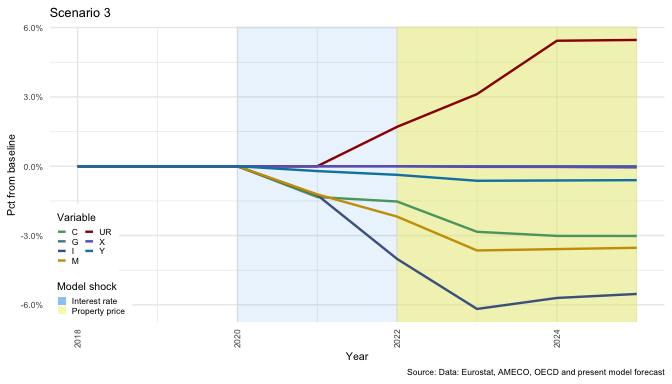 Scenario 3
6.0%
3.0%
0.0%
-3.0%
-6.0%
Pct from baseline
Variable
C UR
G X
I Y
M
Model shock
Interest rate
Property price
2018 2020 2022 2024
Year
Source: Data: Eurostat, AMECO, OECD and present model forecast